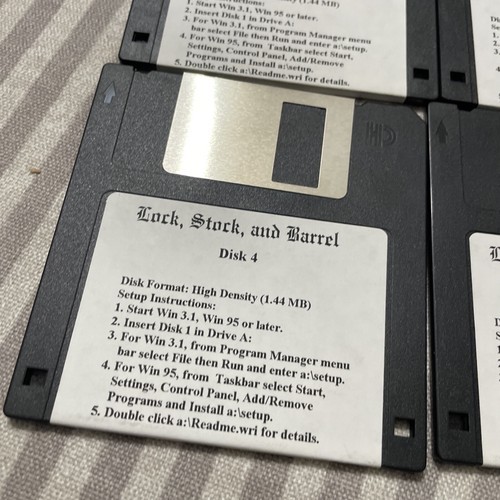 1. Start Win 3.1, Win 95 or later.
2. Insert Disk 1 in Drive A:
3. For Win 3.1, from Program Manager menu
bar select File then Run and enter a:\setup.
4. For Win 95, from Taskbar select Start,
Settings, Control Panel, Add/Remove
Programs and Install a:\setup.
5. Double click a:\Readme.wri for details.
HD
Lock, Stock, and Barrel
Disk 4
Disk Format: High Density (1.44 MB)
Setup Instructions:
1. Start Win 3.1, Win 95 or later.
2. Insert Disk 1 in Drive A:
3. For Win 3.1, from Program Manager menu
bar select File then Run and enter a:\setup.
4. For Win 95, from Taskbar select Start,
Settings, Control Panel, Add/Remove
Programs and Install a:\setup.
5. Double click a:\Readme.wri for details.